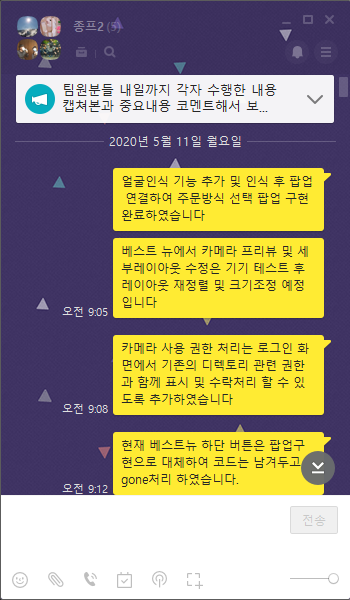 종프2 (5)
팀원분들 내일까지 각자 수행한 내용
캡쳐본과 중요내용 코멘트해서 보...
2020년 5월 11일 월요일
얼굴인식 기능 추가 및 인식 후 팝업
연결하여 주문방식 선택 팝업 구현
완료하였습니다
베스트 뉴에서 카메라 프리뷰 및 세
부레이아웃 수정은 기기 테스트 후
레이아웃 재정렬 및 크기조정 예정
입니다
오전 9:05
카메라 사용 권한 처리는 로그인 화
면에서 기존의 디렉토리 관련 권한
과 함께 표시 및 수락처리 할 수 있
도록 추가하였습니다
오전 9:08
현재 베스트뉴 하단 버튼은 팝업구
현으로 대체하여 코드는 남겨두고
gone처리 하였습니다.
오전 9:12
전송